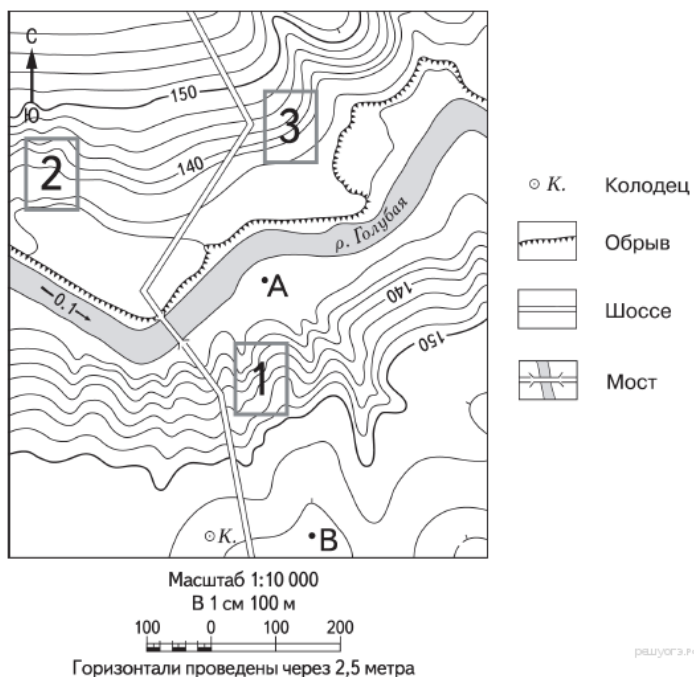 С
Ю
150
3
2
140
р. Голубая
А
0.1
140
150
1
К.
В
К. Колодец
Обрыв
Шоссе
Мост
Масштаб 1:10 000
В 1 см 100 м
100 0 100 200
Горизонтали проведены через 2,5 метра